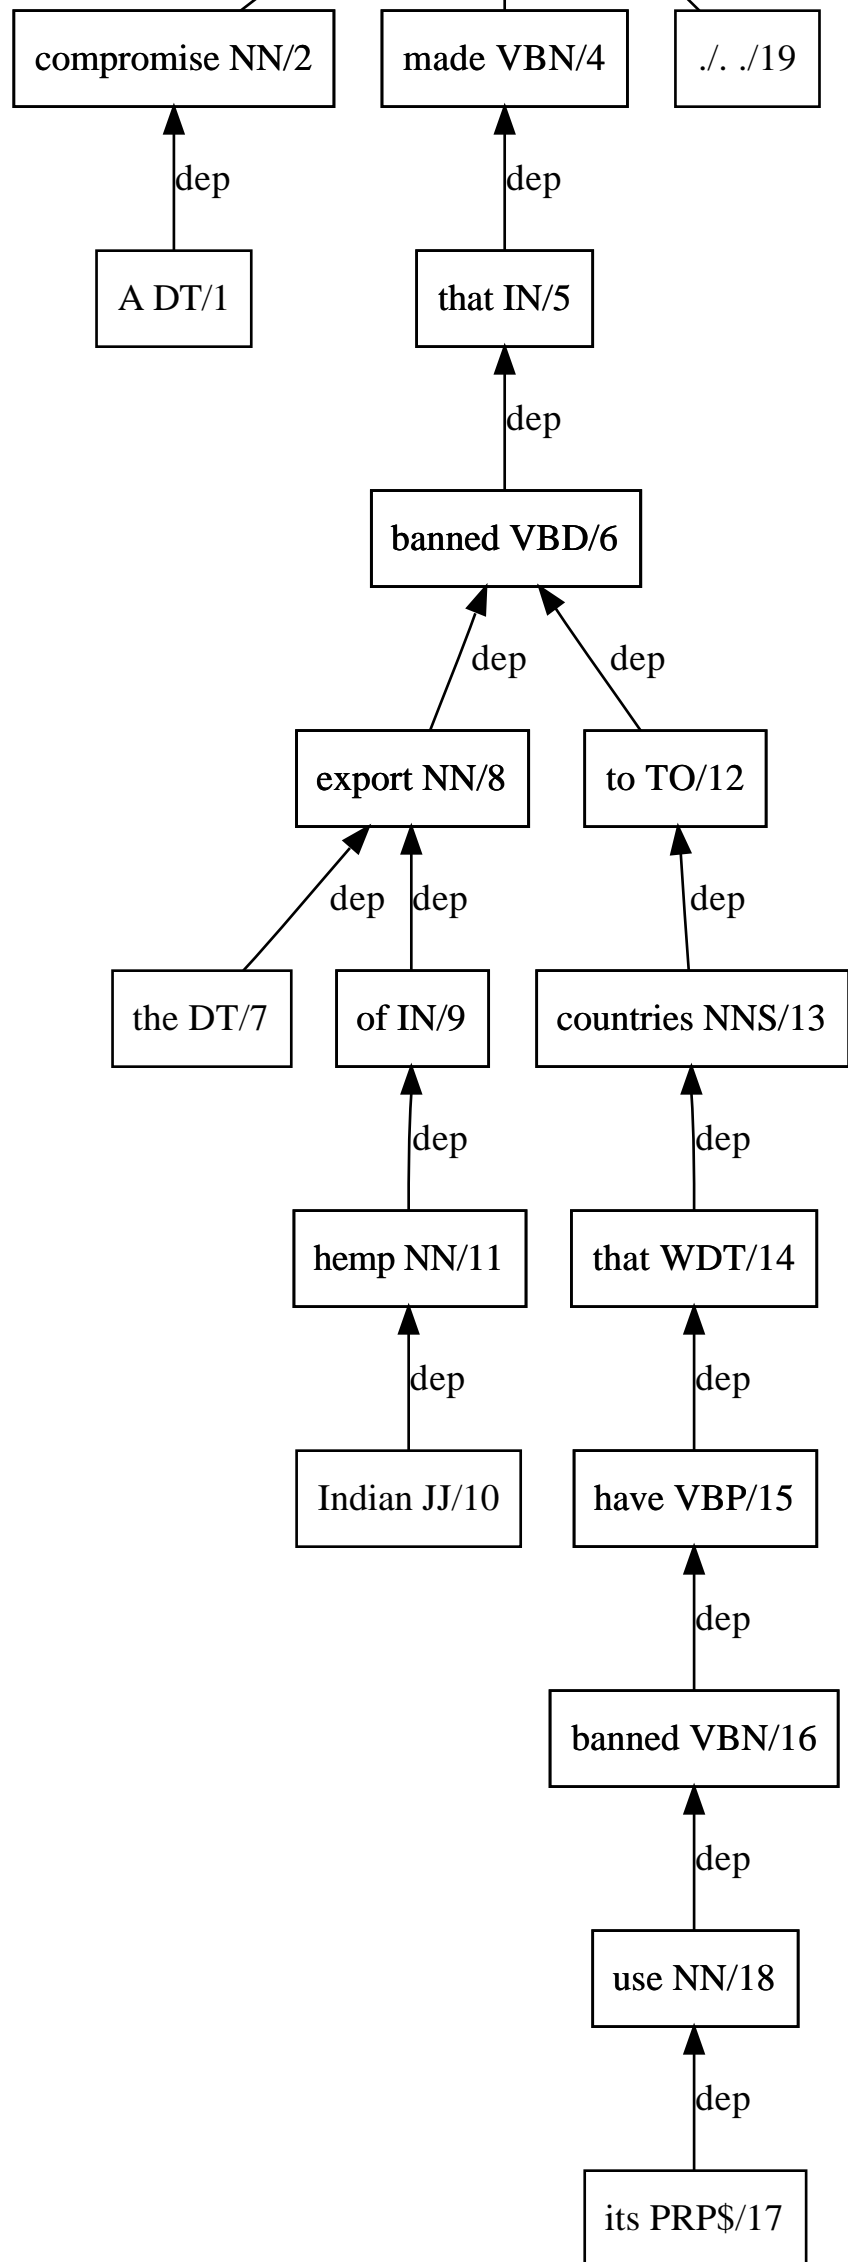 compromise NN/2 made VBN/4 ./. ./19
dep dep
A DT/1 that IN/5
dep
banned VBD/6
dep dep
export NN/8 to TO/12
dep dep dep
the DT/7 of IN/9 countries NNS/13
dep dep
hemp NN/11 that WDT/14
dep dep
Indian JJ/10 have VBP/15
dep
banned VBN/16
dep
use NN/18
dep
its PRP$/17